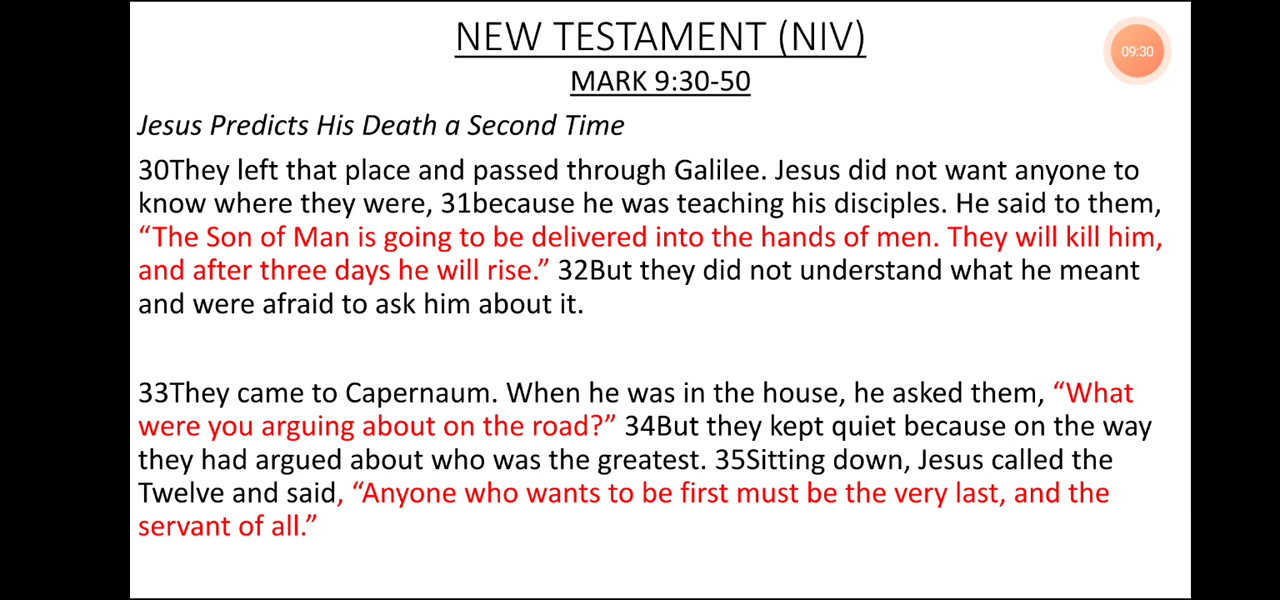 NEW TESTAMENT (NIV)
09:30
MARK 9:30-50
Jesus Predicts His Death a Second Time
30They left that place and passed through Galilee. Jesus did not want anyone to
know where they were, 31because he was teaching his disciples. He said to them,
“The Son of Man is going to be delivered into the hands of men. They will kill him,
and after three days he will rise.” 32But they did not understand what he meant
and were afraid to ask him about it.
33They came to Capernaum. When he was in the house, he asked them, “What
were you arguing about on the road?” 34But they kept quiet because on the way
they had argued about who was the greatest. 35Sitting down, Jesus called the
Twelve and said, “Anyone who wants to be first must be the very last, and the
servant of all.”